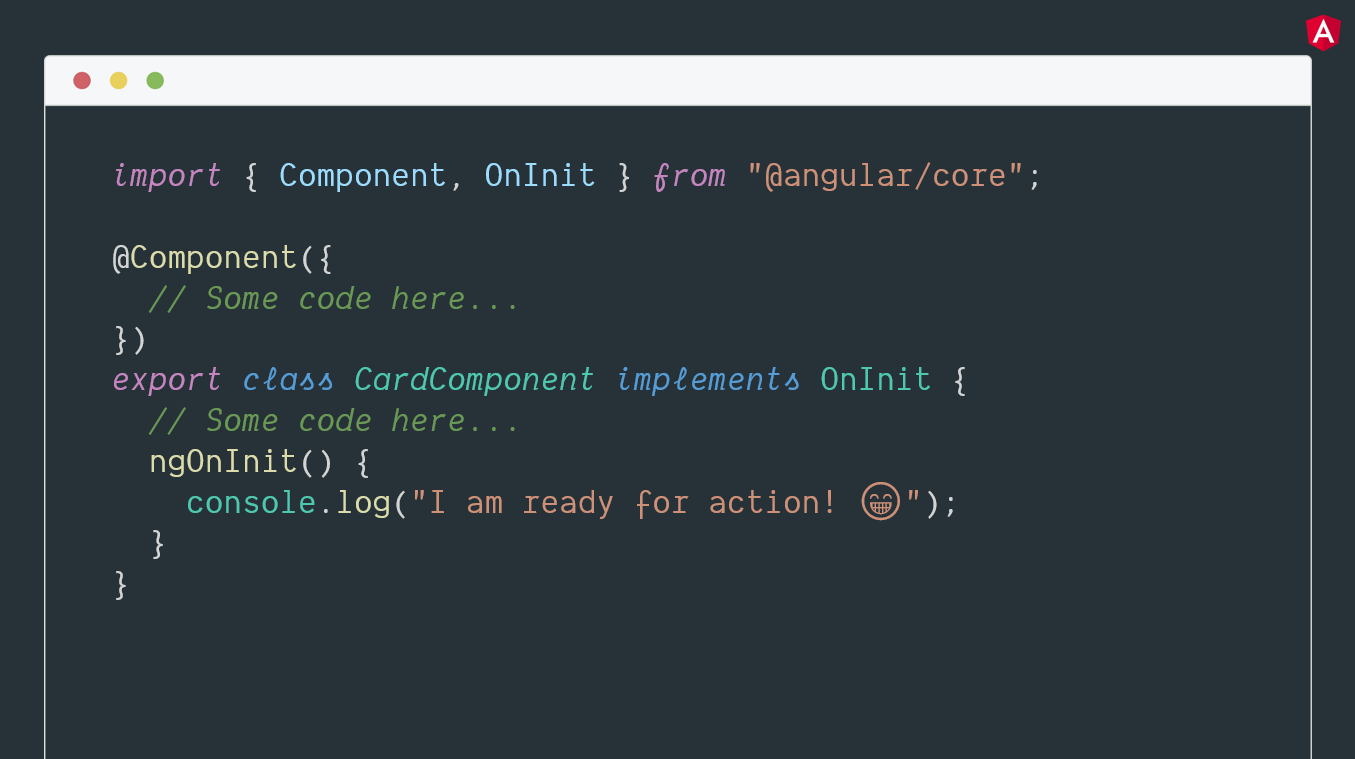 import { Component, OnInit } from "@angular/core";
@Component({
  // Some code here...
})
export class CardComponent implements OnInit {
  // Some code here...
  ngOnInit() {
    console.log("I am ready for action! 😁");
  }
}